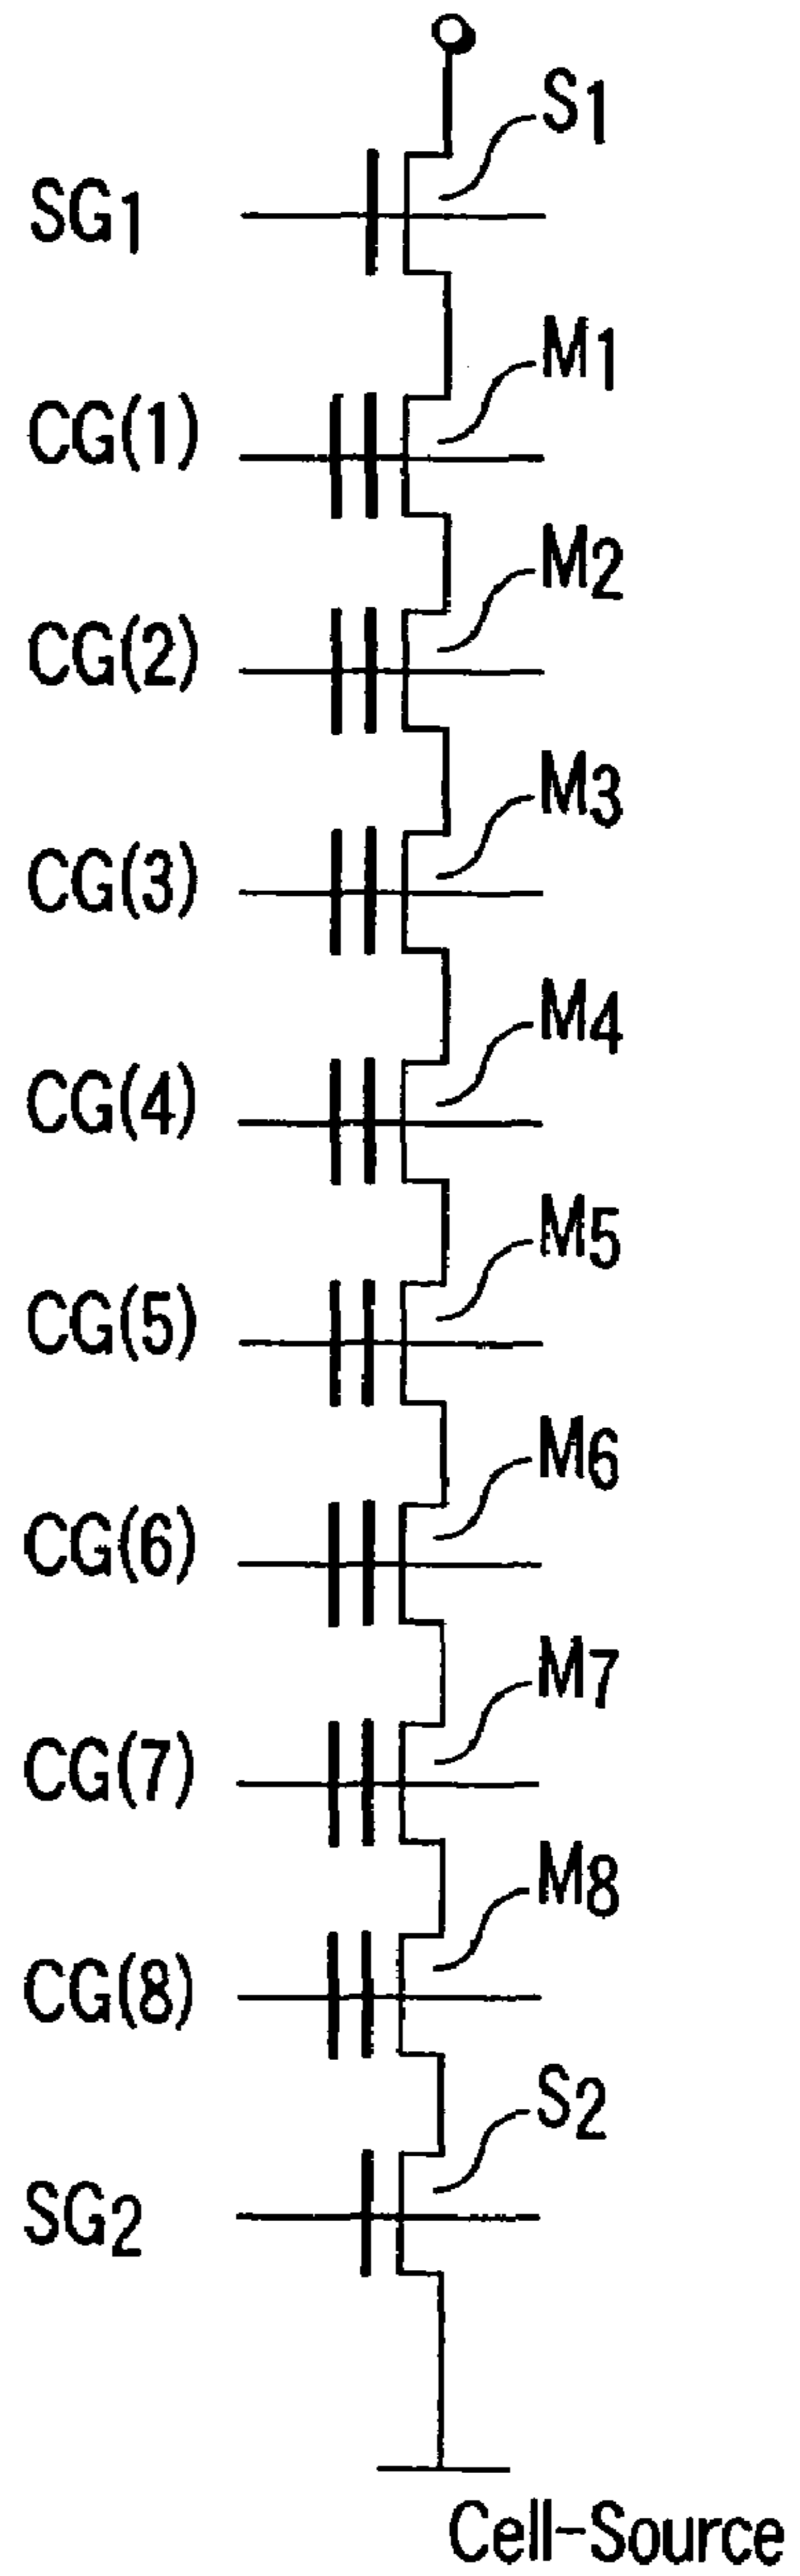 S1
SG1
M1
CG(1)
M2
CG(2)
M3
CG(3)
M4
CG(4)
M5
CG(5)
M6
CG(6)
M7
CG(7)
M8
CG(8)
S2
SG2
Cell-Source